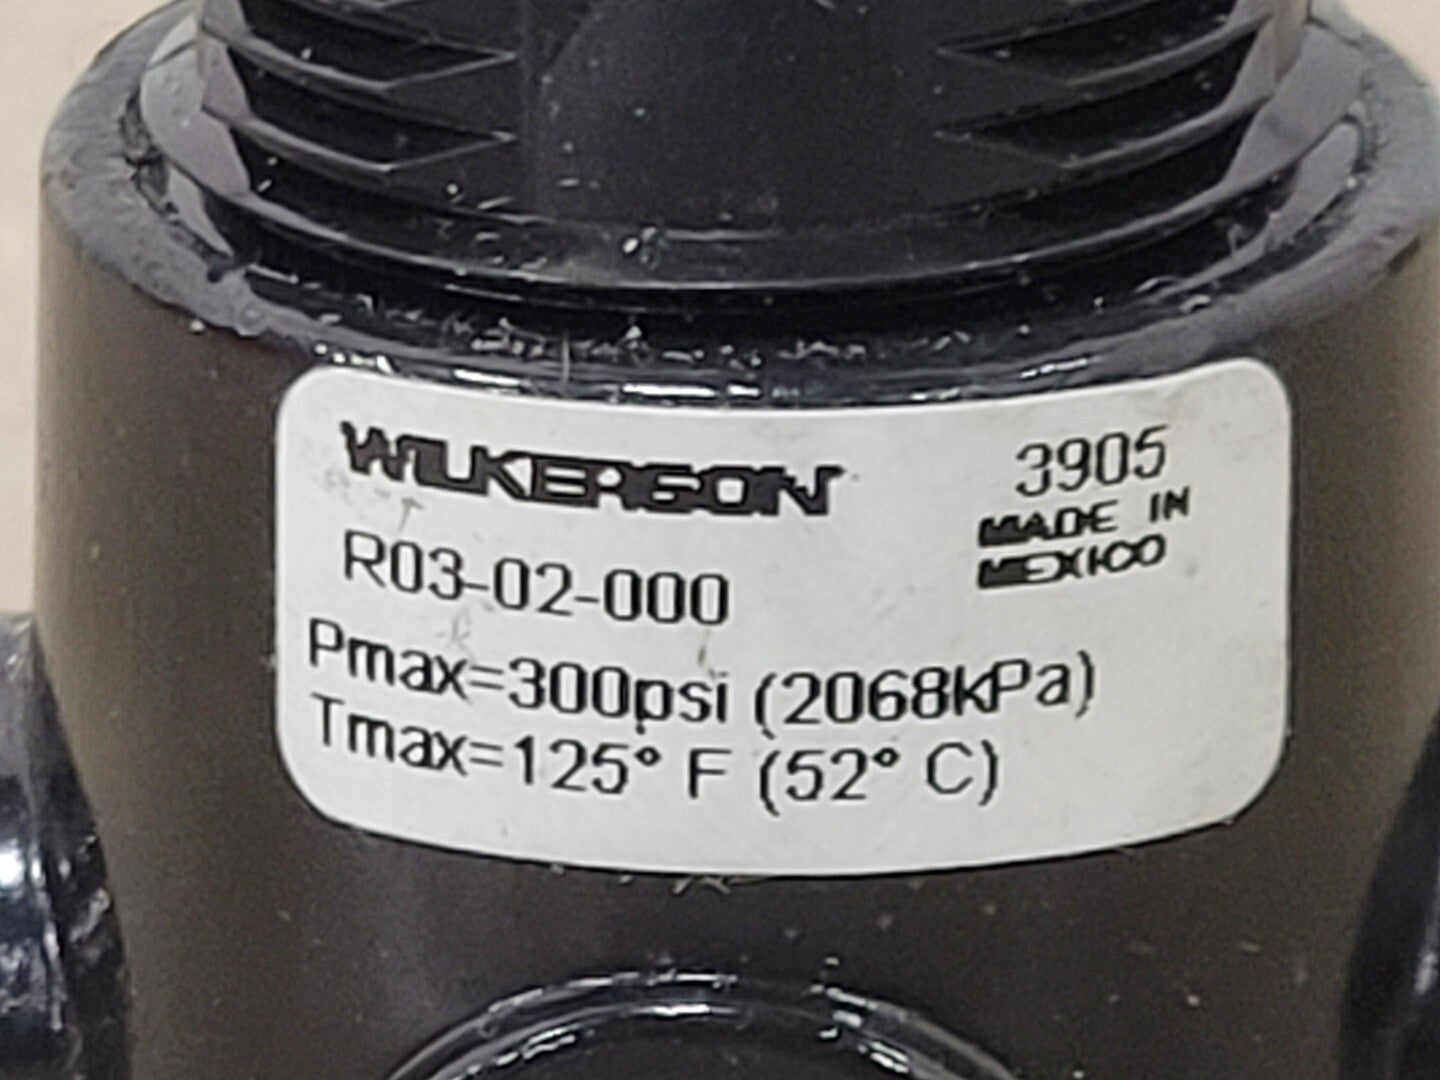 WILKERSON
3905
MADE IN
MEXICO
R03-02-000
Pmax=300psi (2068kPa)
Tmax=125° F (52° C)